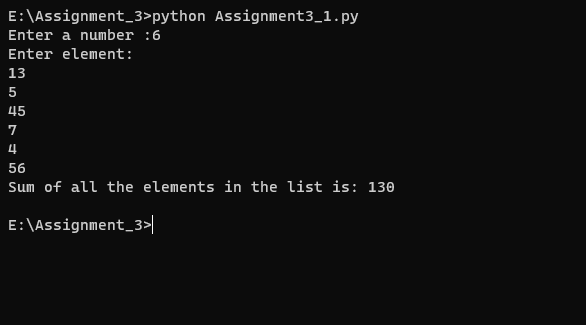 E:\Assignment_3>python Assignment3_1.py
Enter a number :6
Enter element:
13
5
45
7
4
56
Sum of all the elements in the list is: 130
E:\Assignment_3>